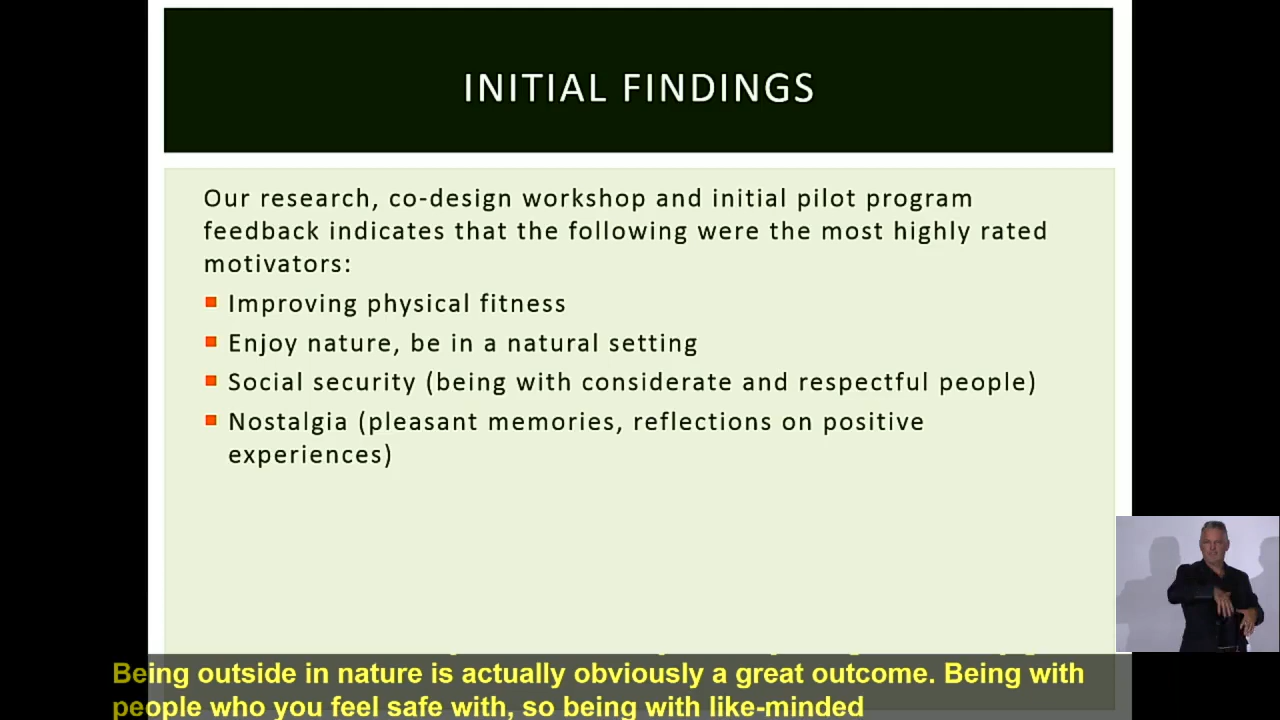 INITIAL FINDINGS
Our research, co-design workshop and initial pilot program
feedback indicates that the following were the most highly rated
motivators:
Improving physical fitness
Enjoy nature, be in a natural setting
Social security (being with considerate and respectful people)
Nostalgia (pleasant memories, reflections on positive
experiences)
Being outside in nature is actually obviously a great outcome. Being with
people who you feel safe with, so being with like-minded